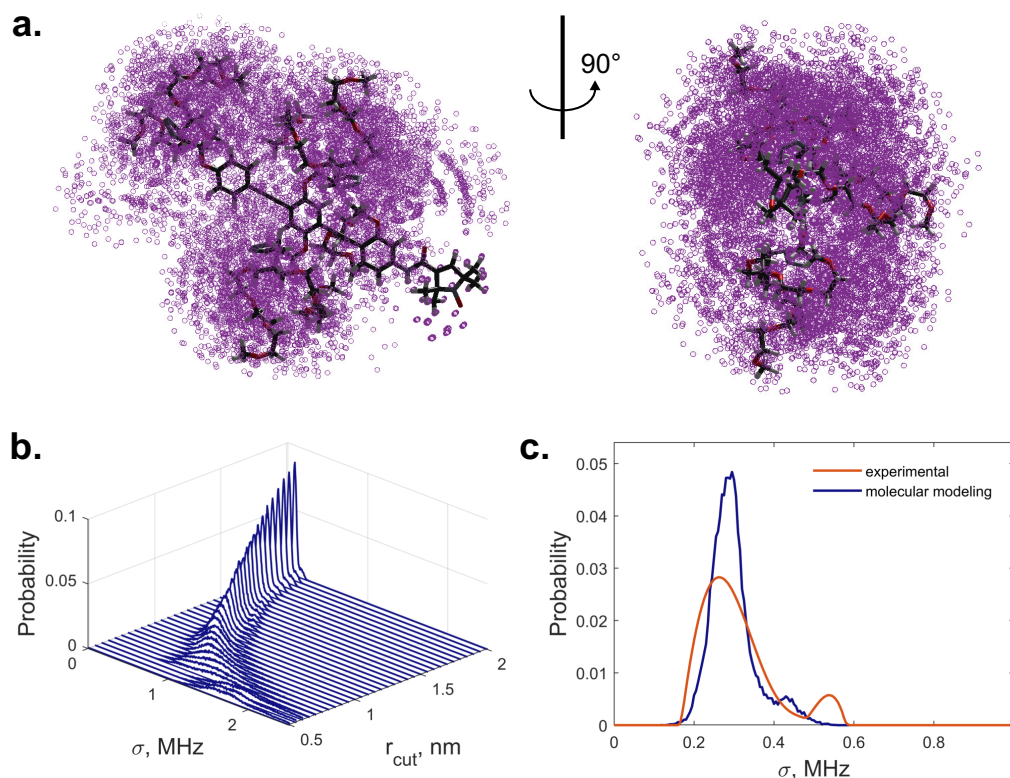 a.
90°
b.
Probability
0.1
0.05
0
0
1
2
σ, MHz
0.5
1
1.5
2
r_cut, nm
c.
Probability
0.05
0.04
0.03
0.02
0.01
0
0
0.2
0.4
0.6
0.8
σ, MHz
experimental
molecular modeling